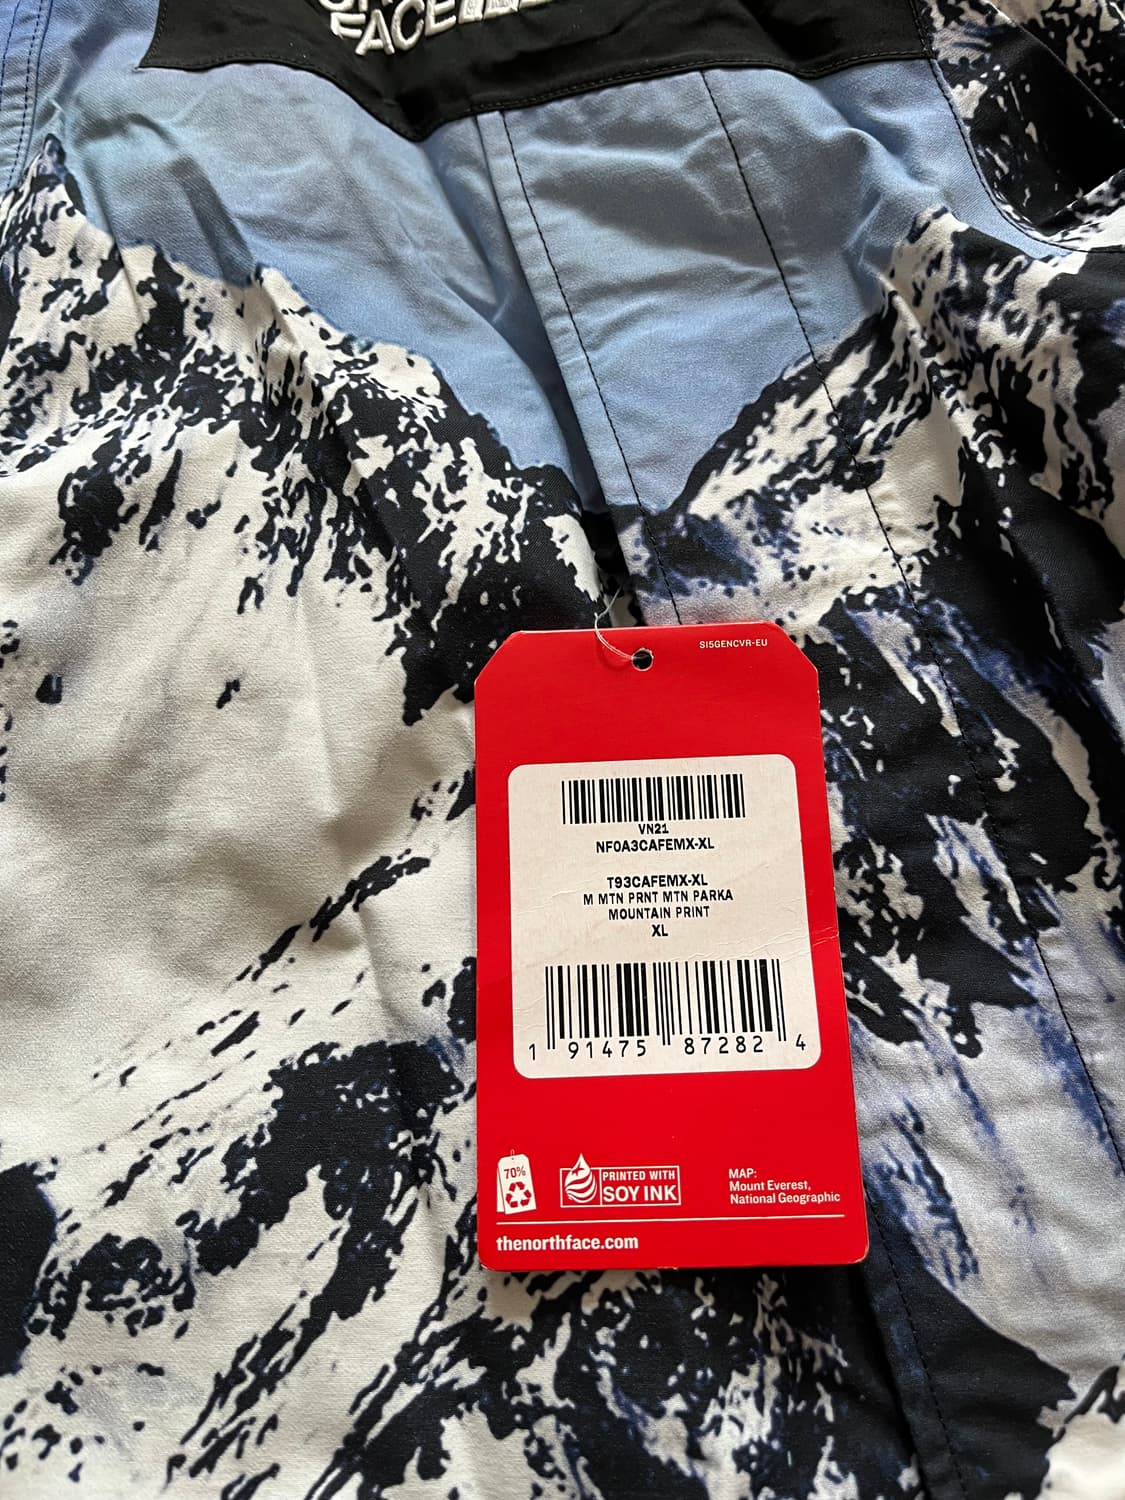 FACE
SI5GENCVR-EU
VN21
NF0A3CAFEMX-XL
T93CAFEMX-XL
M MTN PRNT MTN PARKA
MOUNTAIN PRINT
XL
1 91475 87282 4
70%
PRINTED WITH
SOY INK
MAP:
Mount Everest,
National Geographic
thenorthface.com